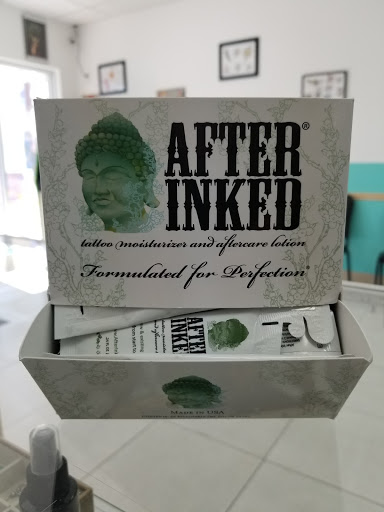 AFTER®
INKED
tattoo moisturizer and aftercare lotion
Formulated for Perfection®
AFTER
INKED
MADE IN USA